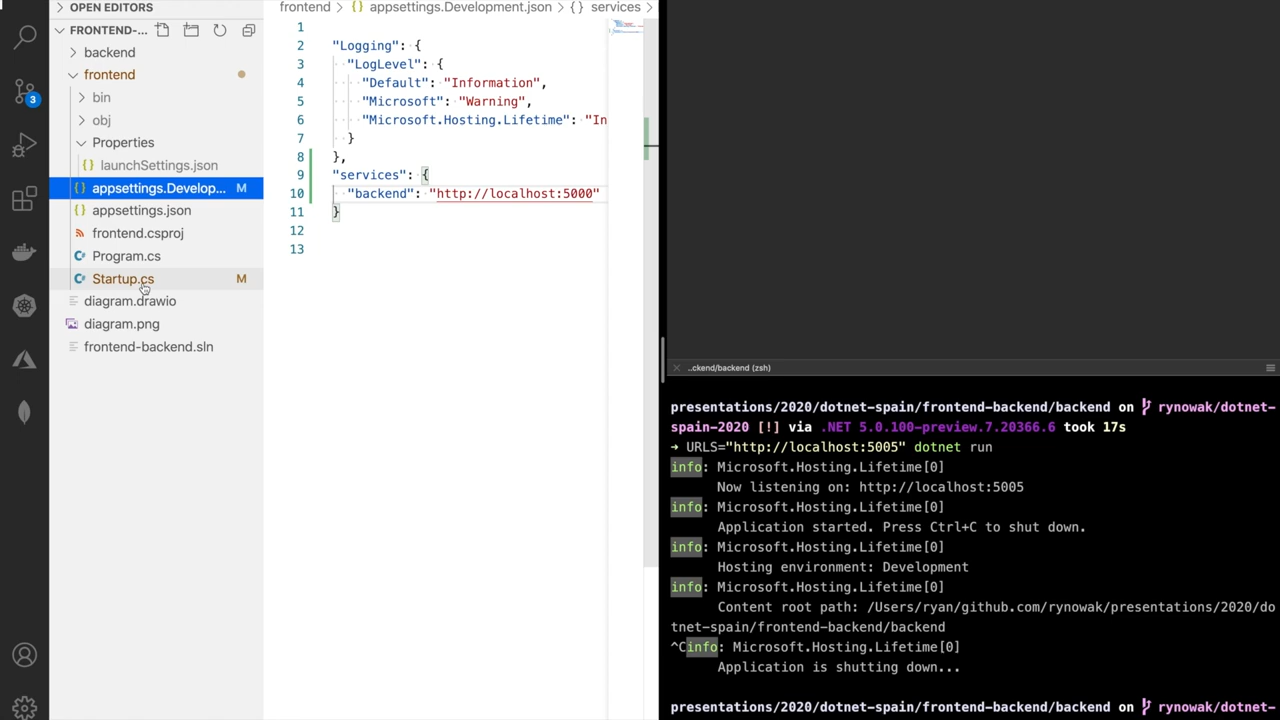 OPEN EDITORS
FRONTEND-...
backend
frontend
bin
obj
Properties
{} launchSettings.json
{} appsettings.Develop... M
{} appsettings.json
frontend.csproj
C# Program.cs
C# Startup.cs M
diagram.drawio
diagram.png
frontend-backend.sln
3
frontend > {} appsettings.Development.json > {} services >
1
2 "Logging": {
3 "LogLevel": {
4 "Default": "Information",
5 "Microsoft": "Warning",
6 "Microsoft.Hosting.Lifetime": "In
7 }
8 },
9 "services": {
10 "backend": "http://localhost:5000"
11 }
12
13
..ckend/backend (zsh)
presentations/2020/dotnet-spain/frontend-backend/backend on rynowak/dotnet-
spain-2020 [!] via .NET 5.0.100-preview.7.20366.6 took 17s
→ URLS="http://localhost:5005" dotnet run
info: Microsoft.Hosting.Lifetime[0]
Now listening on: http://localhost:5005
info: Microsoft.Hosting.Lifetime[0]
Application started. Press Ctrl+C to shut down.
info: Microsoft.Hosting.Lifetime[0]
Hosting environment: Development
info: Microsoft.Hosting.Lifetime[0]
Content root path: /Users/ryan/github.com/rynowak/presentations/2020/do
tnet-spain/frontend-backend/backend
^Cinfo: Microsoft.Hosting.Lifetime[0]
Application is shutting down...
presentations/2020/dotnet-spain/frontend-backend/backend on rynowak/dotnet-